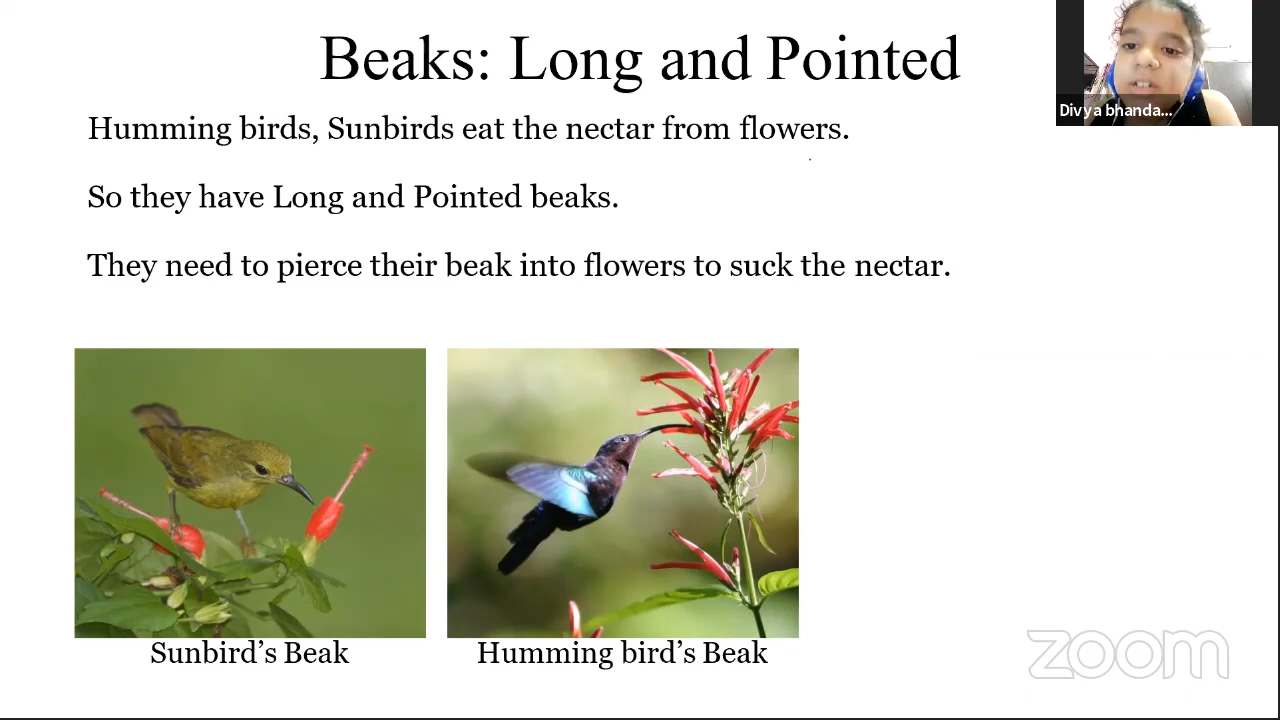 Beaks: Long and Pointed
Divya bhanda...
Humming birds, Sunbirds eat the nectar from flowers.
So they have Long and Pointed beaks.
They need to pierce their beak into flowers to suck the nectar.
Sunbird’s Beak
Humming bird’s Beak
zoom